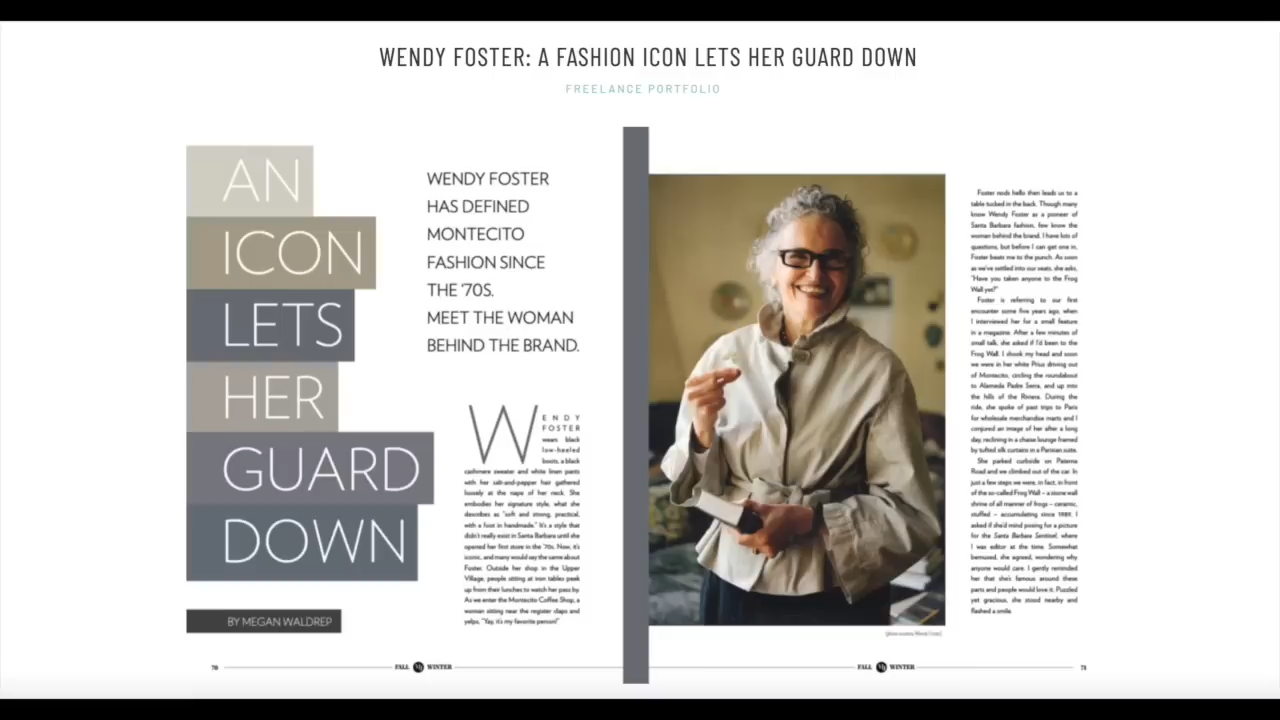 WENDY FOSTER: A FASHION ICON LETS HER GUARD DOWN
FREELANCE PORTFOLIO
AN
ICON
LETS
HER
GUARD
DOWN
BY MEGAN WALDREP
WENDY FOSTER
HAS DEFINED
MONTECITO
FASHION SINCE
THE '70S.
MEET THE WOMAN
BEHIND THE BRAND.
WENDY
FOSTER
wears black
low-heeled
boots, a black
cashmere sweater and white linen pants
with her salt-and-pepper hair gathered
loosely at the nape of her neck. She
embodies her signature style, what she
describes as "soft and strong, practical,
with a foot in handmade." It's a style that
didn't really exist in Santa Barbara until she
opened her first store in the '70s. Now, it's
iconic, and many would say the same about
Foster. Outside her shop in the Upper
Village, people sitting at iron tables peek
up from their lunches to watch her pass by.
As we enter the Montecito Coffee Shop, a
woman sitting near the register claps and
yelps, "Yay, it's my favorite person!"
70
FALL
WINTER
Foster nods hello then leads us to a
table tucked in the back. Though many
know Wendy Foster as a pioneer of
Santa Barbara fashion, few know the
woman behind the brand. I have lots of
questions, but before I can get one in,
Foster beats me to the punch. As soon
as we've settled into our seats, she asks,
"Have you taken anyone to the Frog
Wall yet?"
Foster is referring to our first
encounter some five years ago, when
I interviewed her for a small feature
in a magazine. After a few minutes of
small talk, she asked if I'd been to the
Frog Wall. I shook my head and soon
we were in her white Prius driving out
of Montecito, circling the roundabout
to Alameda Padre Serra, and up into
the hills of the Riviera. During the
ride, she spoke of past trips to Paris
for wholesale merchandise marts and I
conjured an image of her after a long
day, reclining in a chaise lounge framed
by tufted silk curtains in a Parisian suite.
She parked curbside on Paterna
Road and we climbed out of the car. In
just a few steps we were, in fact, in front
of the so-called Frog Wall – a stone wall
shrine of all manner of frogs – ceramic,
stuffed – accumulating since 1989. I
asked if she'd mind posing for a picture
for the Santa Barbara Sentinel, where
I was editor at the time. Somewhat
bemused, she agreed, wondering why
anyone would care. I gently reminded
her that she's famous around these
parts and people would love it. Puzzled
yet gracious, she stood nearby and
flashed a smile.
FALL
WINTER
71